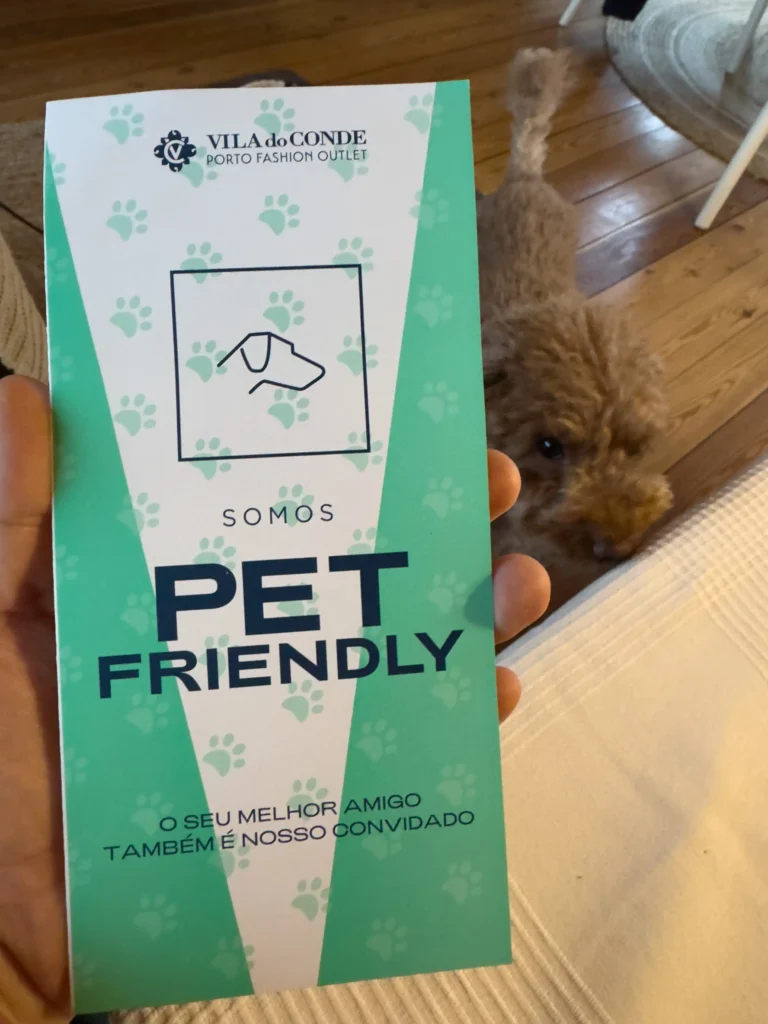 VILA do CONDE
PORTO FASHION OUTLET
SOMOS
PET
FRIENDLY
O SEU MELHOR AMIGO
TAMBÉM É NOSSO CONVIDADO